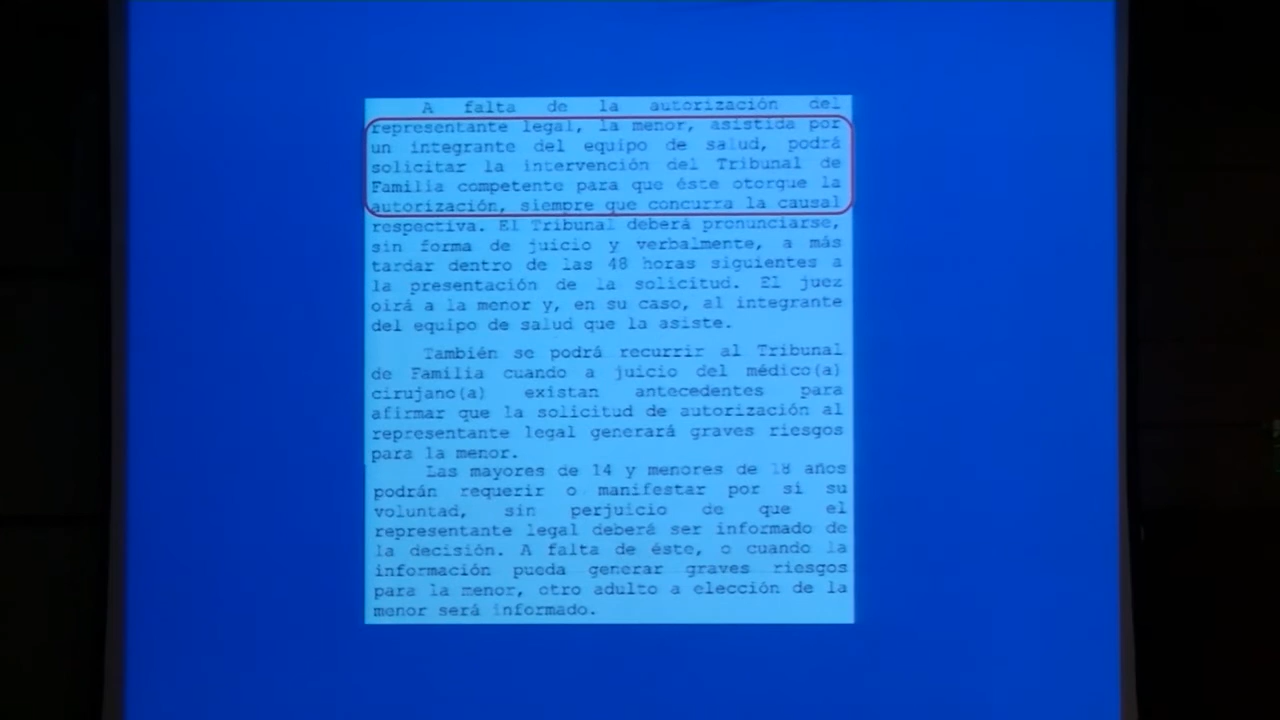 A falta de la autorización del
representante legal, la menor, asistida por
un integrante del equipo de salud, podrá
solicitar la intervención del Tribunal de
Familia competente para que éste otorgue la
autorización, siempre que concurra la causal
respectiva. El Tribunal deberá pronunciarse,
sin forma de juicio y verbalmente, a más
tardar dentro de las 48 horas siguientes a
la presentación de la solicitud. El juez
oirá a la menor y, en su caso, al integrante
del equipo de salud que la asiste.
También se podrá recurrir al Tribunal
de Familia cuando a juicio del médico(a)
cirujano(a) existan antecedentes para
afirmar que la solicitud de autorización al
representante legal generará graves riesgos
para la menor.
Las mayores de 14 y menores de 18 años
podrán requerir o manifestar por sí su
voluntad, sin perjuicio de que el
representante legal deberá ser informado de
la decisión. A falta de éste, o cuando la
información pueda generar graves riesgos
para la menor, otro adulto a elección de la
menor será informado.